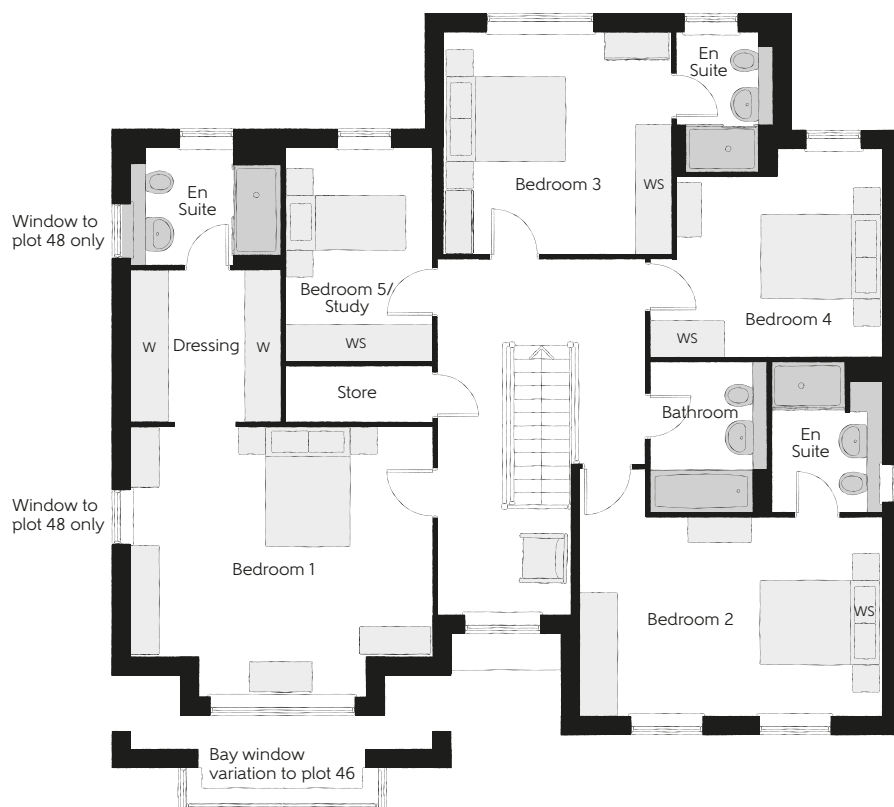 En
Suite
Bedroom 3
WS
Window to
plot 48 only
En
Suite
Bedroom 5/
Study
WS
Bedroom 4
WS
W
Dressing
W
Store
Bathroom
En
Suite
Window to
plot 48 only
Bedroom 1
Bedroom 2
WS
Bay window
variation to plot 46